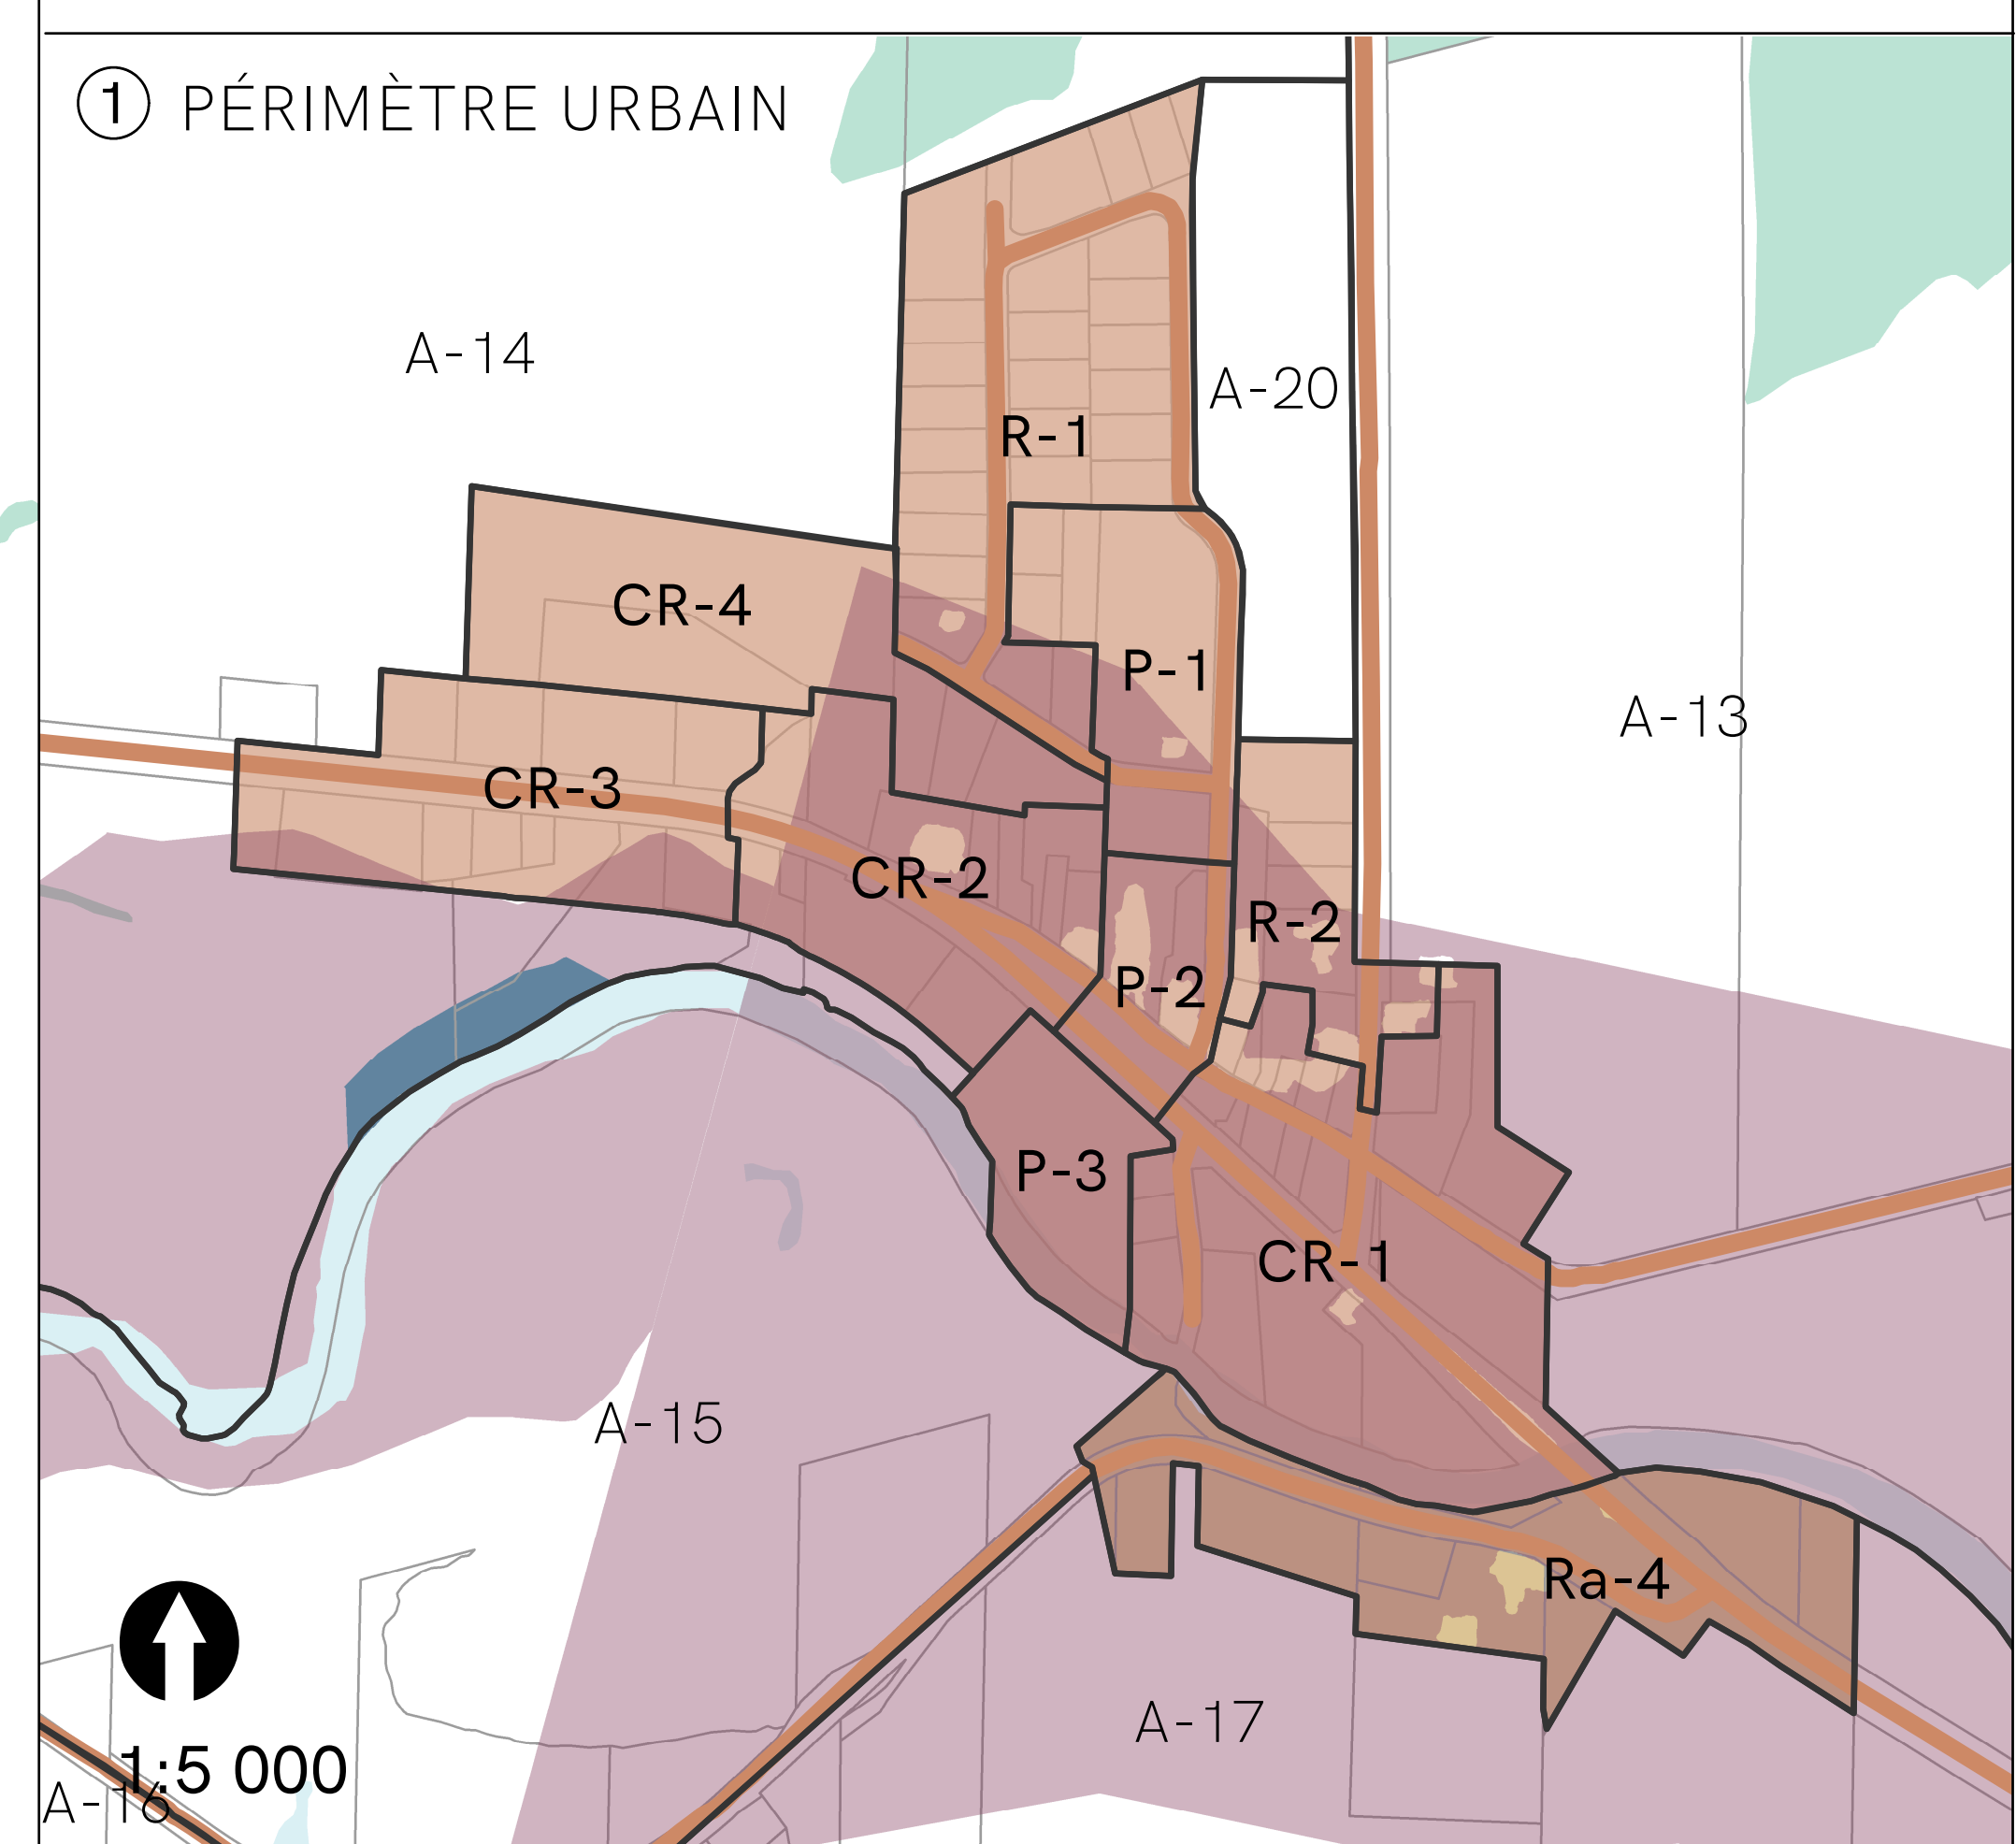 1 PÉRIMÈTRE URBAIN
A-14
A-20
R-1
CR-4
P-1
A-13
CR-3
CR-2
R-2
P-2
P-3
CR-1
A-15
Ra-4
A-17
1:5 000
A-16